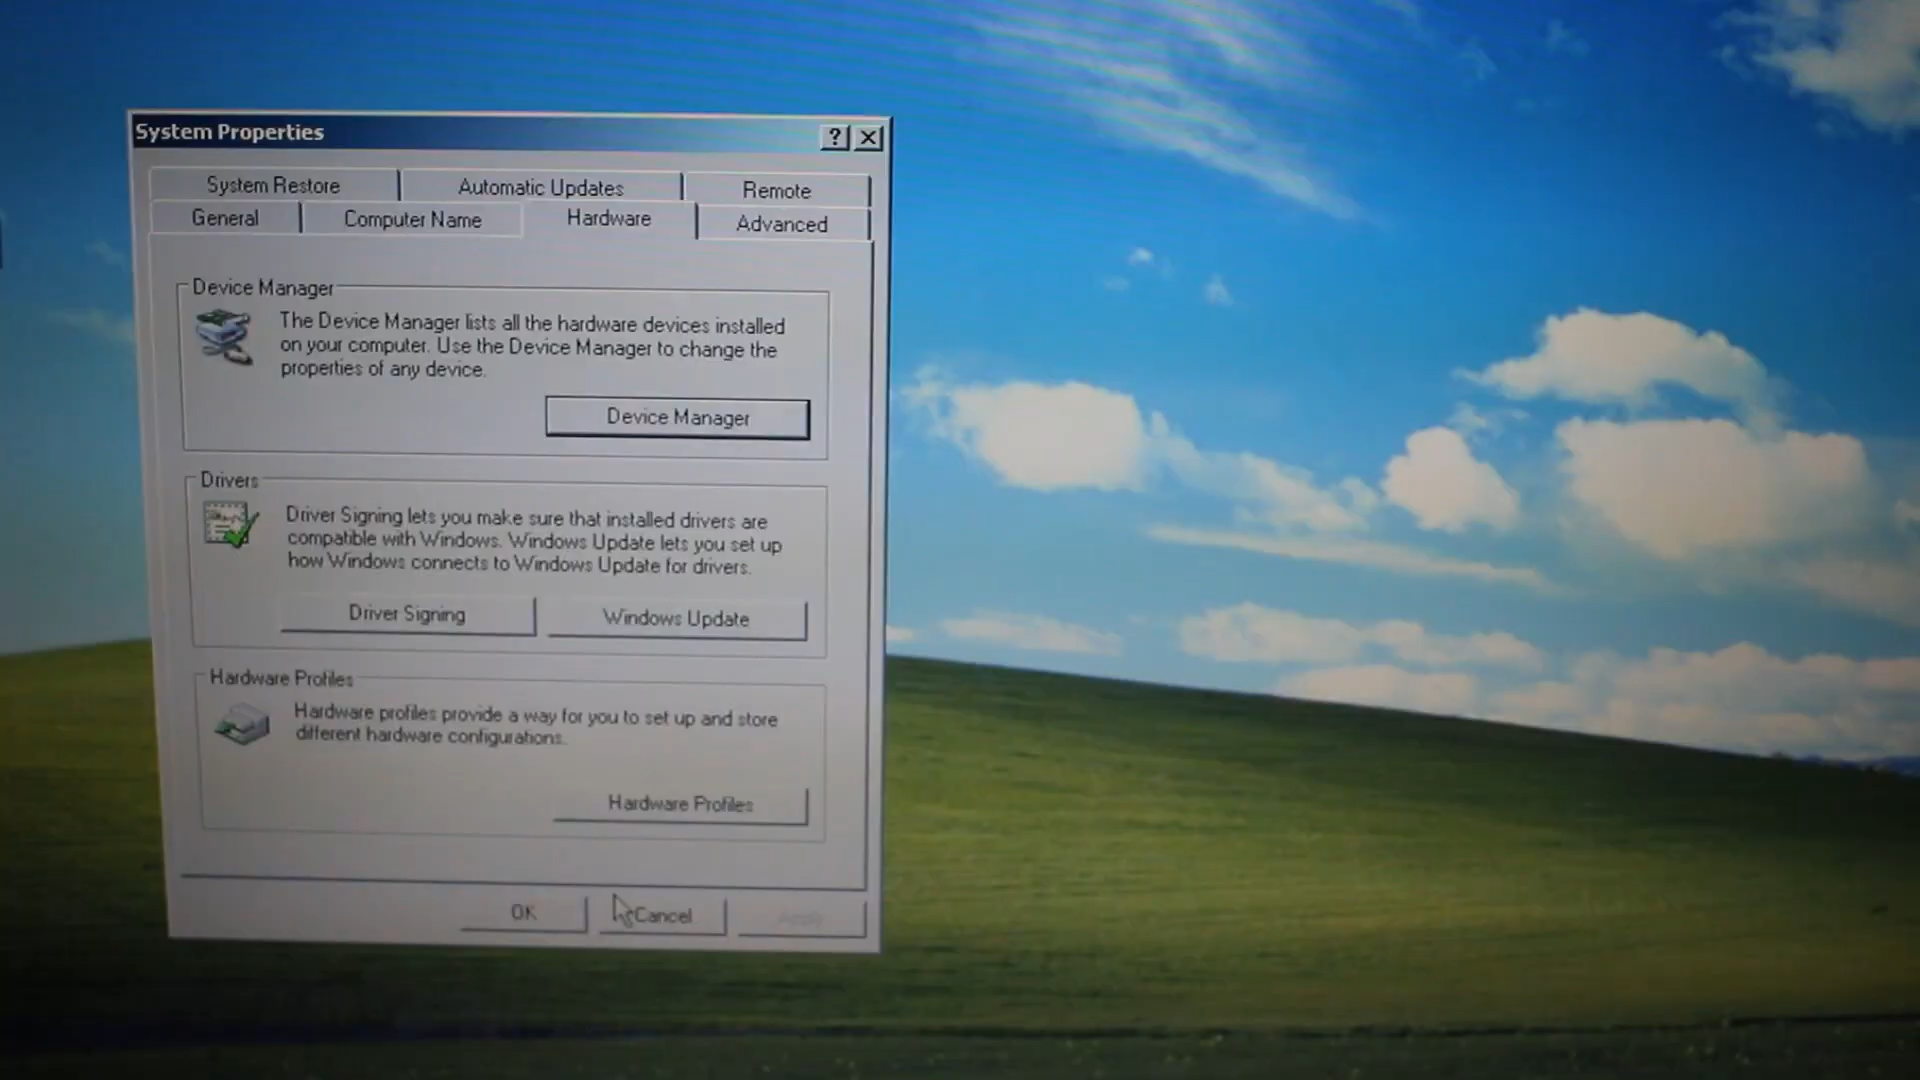 System Properties
System Restore
Automatic Updates
Remote
General
Computer Name
Hardware
Advanced
Device Manager
The Device Manager lists all the hardware devices installed
on your computer. Use the Device Manager to change the
properties of any device.
Device Manager
Drivers
Driver Signing lets you make sure that installed drivers are
compatible with Windows. Windows Update lets you set up
how Windows connects to Windows Update for drivers.
Driver Signing
Windows Update
Hardware Profiles
Hardware profiles provide a way for you to set up and store
different hardware configurations.
Hardware Profiles
OK
Cancel
Apply